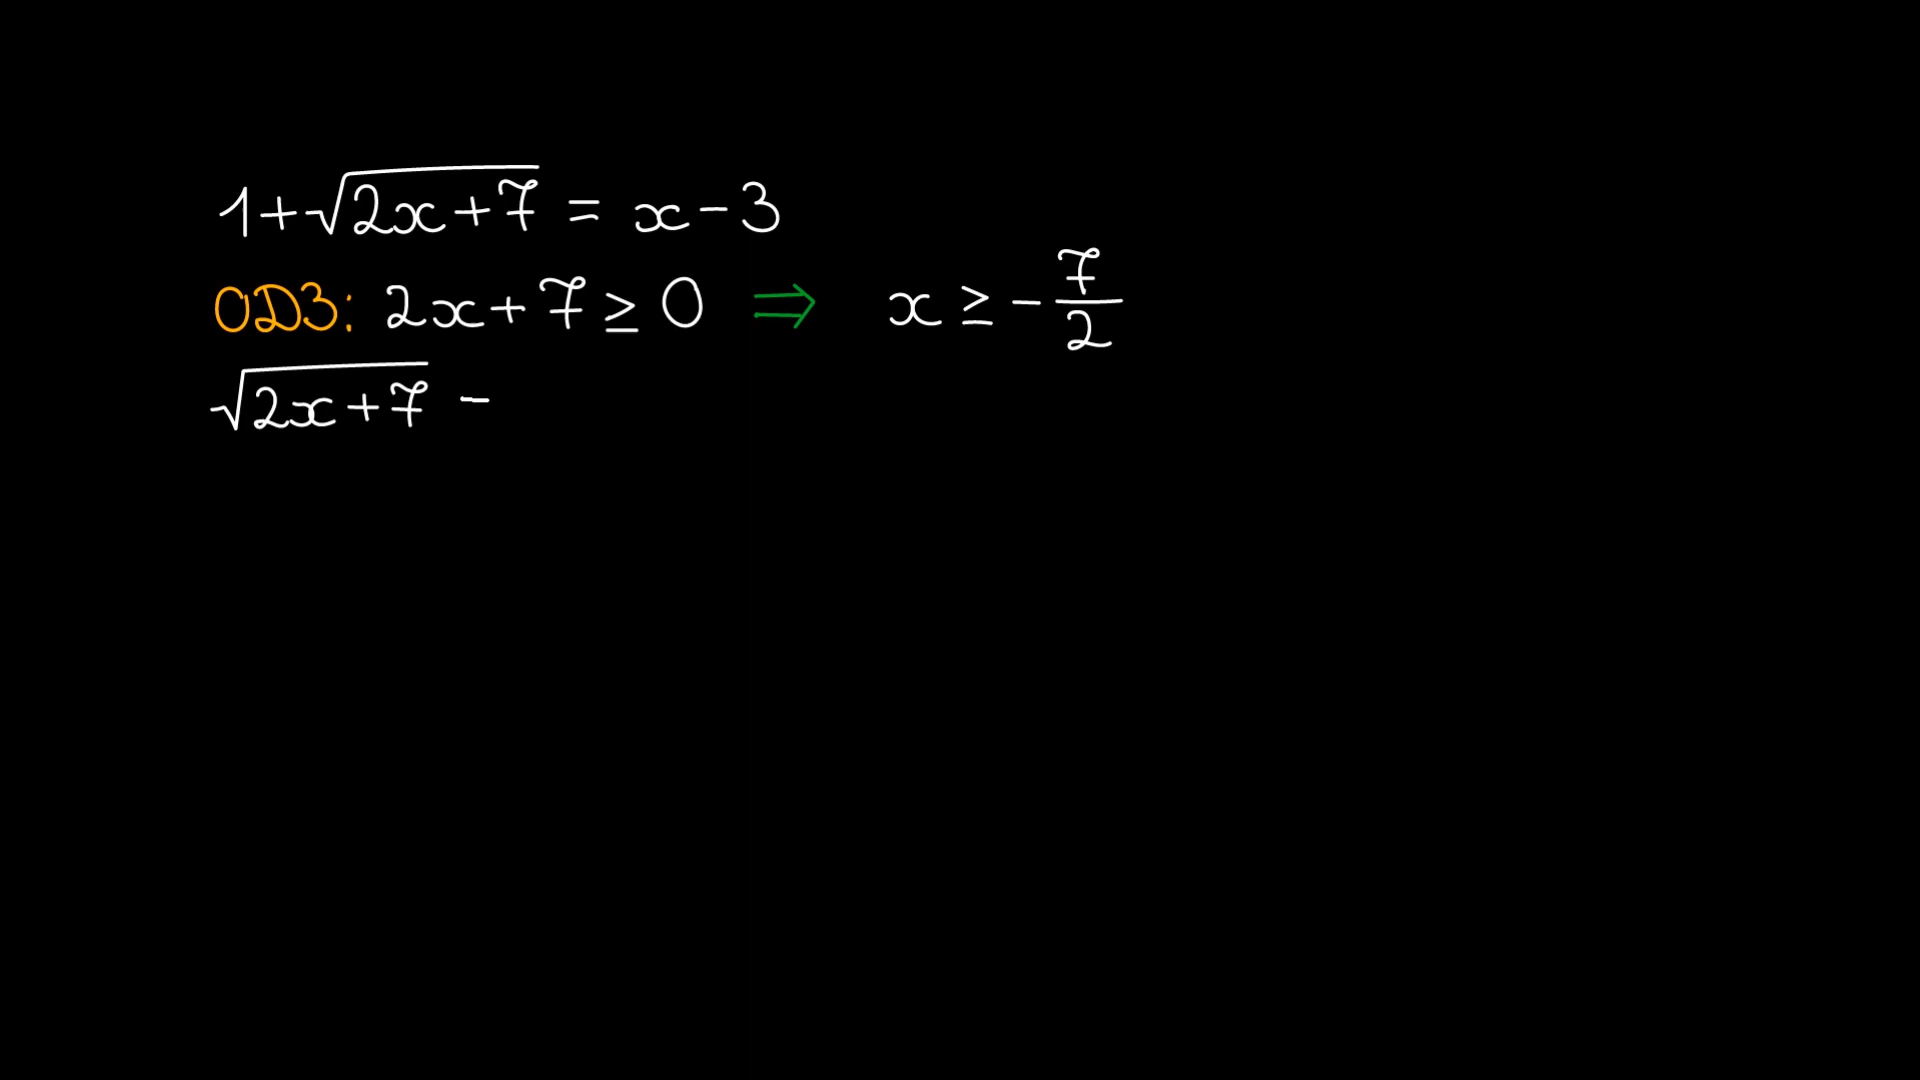 1+√(2x+7) = x-3
ОДЗ: 2x+7 ≥ 0 ⇒ x ≥ -7/2
√(2x+7) -